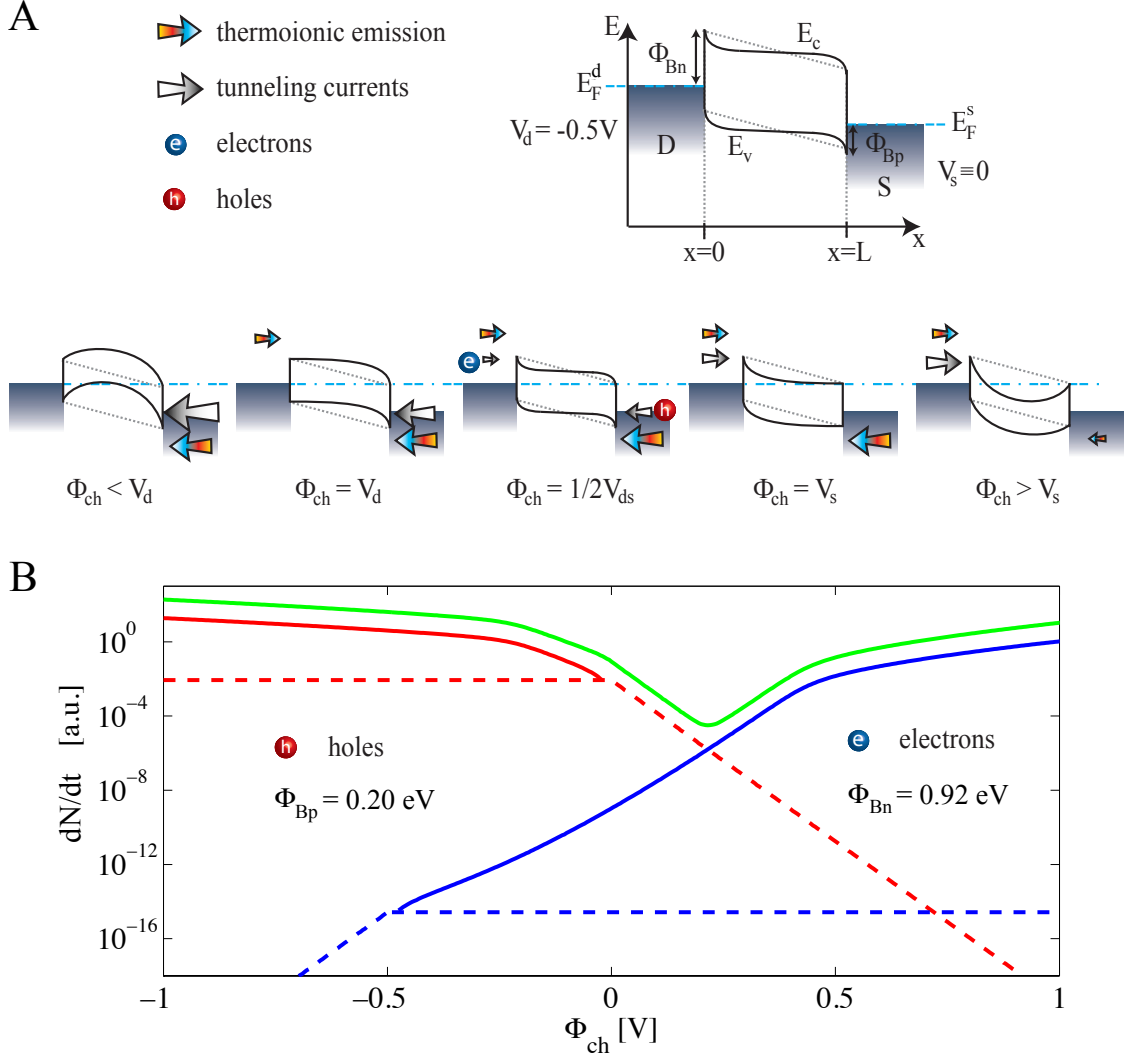 A
thermoionic emission
tunneling currents
e electrons
h holes
E
Φ_Bn
E_c
E_F^d
E_F^s
V_d = -0.5V
D
E_v
Φ_Bp
S
V_s≡0
x=0
x=L
x
e
h
Φ_ch < V_d
Φ_ch = V_d
Φ_ch = 1/2V_ds
Φ_ch = V_s
Φ_ch > V_s
B
dN/dt [a.u.]
10^0
10^−4
10^−8
10^−12
10^−16
h holes
Φ_Bp = 0.20 eV
e electrons
Φ_Bn = 0.92 eV
−1
−0.5
0
0.5
1
Φ_ch [V]